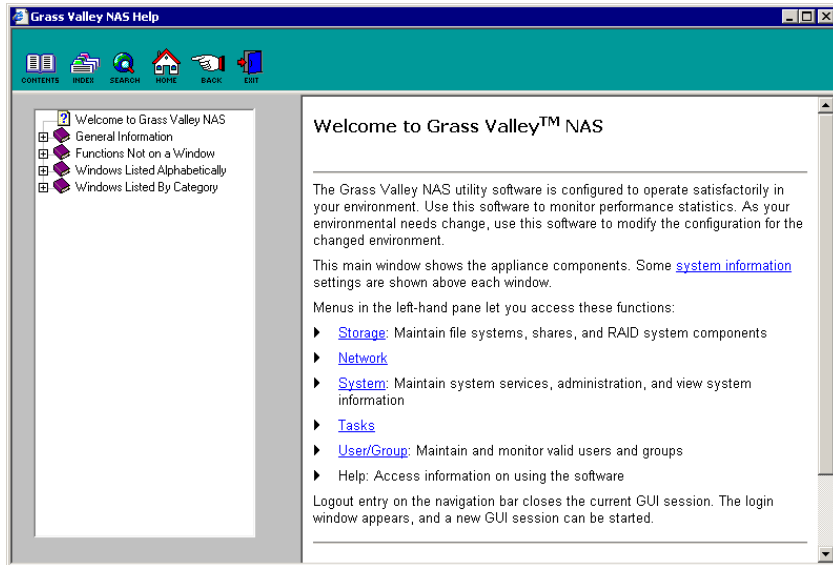 Grass Valley NAS Help
CONTENTS INDEX SEARCH HOME BACK EXIT
Welcome to Grass Valley NAS
General Information
Functions Not on a Window
Windows Listed Alphabetically
Windows Listed By Category
Welcome to Grass Valley™ NAS
The Grass Valley NAS utility software is configured to operate satisfactorily in
your environment. Use this software to monitor performance statistics. As your
environmental needs change, use this software to modify the configuration for the
changed environment.
This main window shows the appliance components. Some system information
settings are shown above each window.
Menus in the left-hand pane let you access these functions:
Storage: Maintain file systems, shares, and RAID system components
Network
System: Maintain system services, administration, and view system
information
Tasks
User/Group: Maintain and monitor valid users and groups
Help: Access information on using the software
Logout entry on the navigation bar closes the current GUI session. The login
window appears, and a new GUI session can be started.